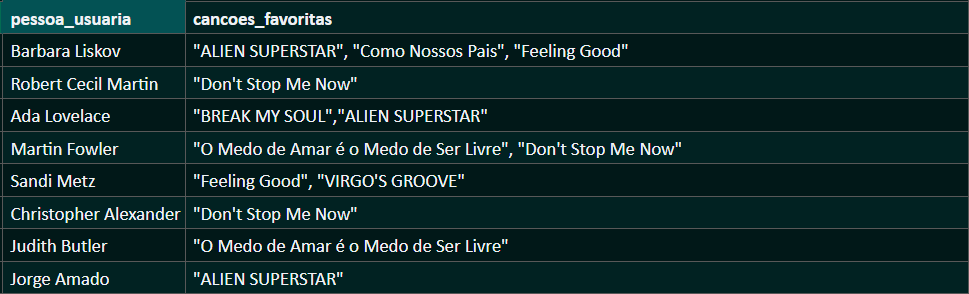 pessoa_usuaria cancoes_favoritas
Barbara Liskov "ALIEN SUPERSTAR", "Como Nossos Pais", "Feeling Good"
Robert Cecil Martin "Don't Stop Me Now"
Ada Lovelace "BREAK MY SOUL","ALIEN SUPERSTAR"
Martin Fowler "O Medo de Amar é o Medo de Ser Livre", "Don't Stop Me Now"
Sandi Metz "Feeling Good", "VIRGO'S GROOVE"
Christopher Alexander "Don't Stop Me Now"
Judith Butler "O Medo de Amar é o Medo de Ser Livre"
Jorge Amado "ALIEN SUPERSTAR"